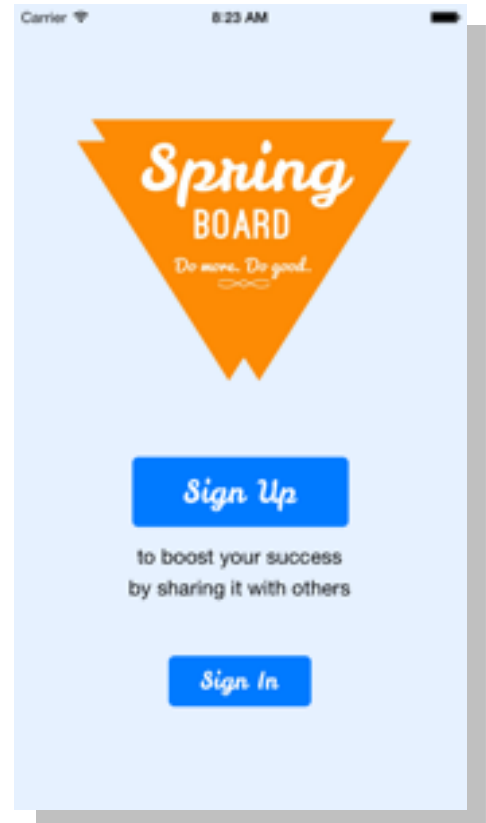 Carrier 8:23 AM
Spring
BOARD
Do more. Do good.
Sign Up
to boost your success
by sharing it with others
Sign In